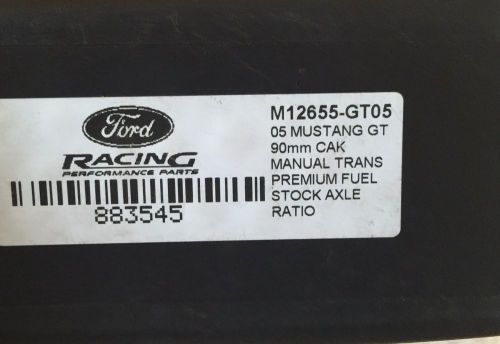 Ford
RACING
PERFORMANCE PARTS
883545
M12655-GT05
05 MUSTANG GT
90mm CAK
MANUAL TRANS
PREMIUM FUEL
STOCK AXLE
RATIO